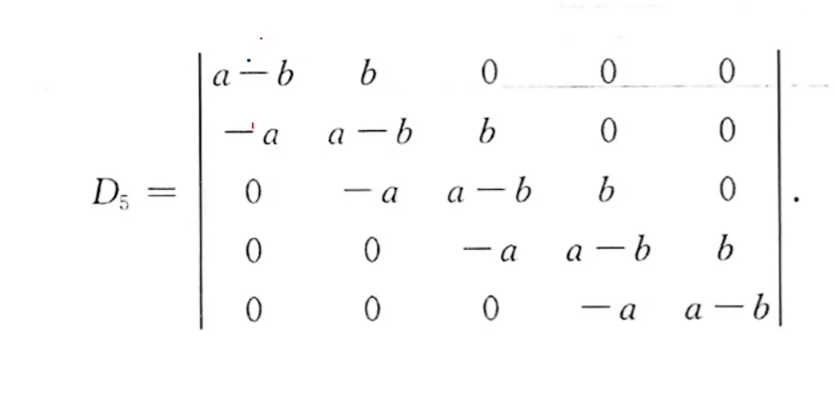 a − b b 0 0 0
− a a − b b 0 0
D₅ = 0 − a a − b b 0 .
0 0 − a a − b b
0 0 0 − a a − b